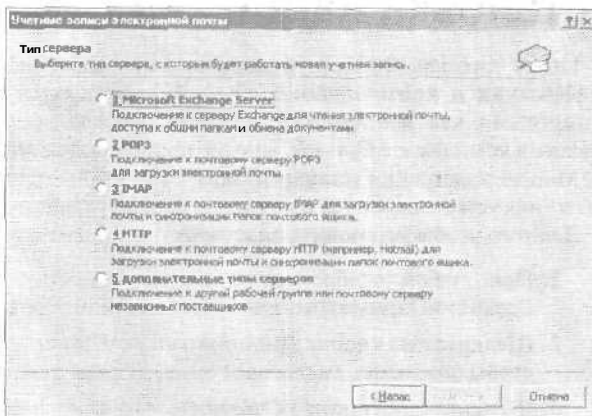 Учетные записи электронной почты
Тип сервера
Выберите тип сервера, с которым будет работать новая учетная запись.
1 Microsoft Exchange Server
Подключение к серверу Exchange для чтения электронной почты,
доступа к общим папкам и обмена документами.
2 POP3
Подключение к почтовому серверу POP3
для загрузки электронной почты.
3 IMAP
Подключение к почтовому серверу IMAP для загрузки электронной
почты и синхронизации папок почтового ящика.
4 HTTP
Подключение к почтовому серверу HTTP (например, Hotmail) для
загрузки электронной почты и синхронизации папок почтового ящика.
5 дополнительные типы серверов
Подключение к другой рабочей группе или почтовому серверу
независимых поставщиков.
< Назад
Отмена